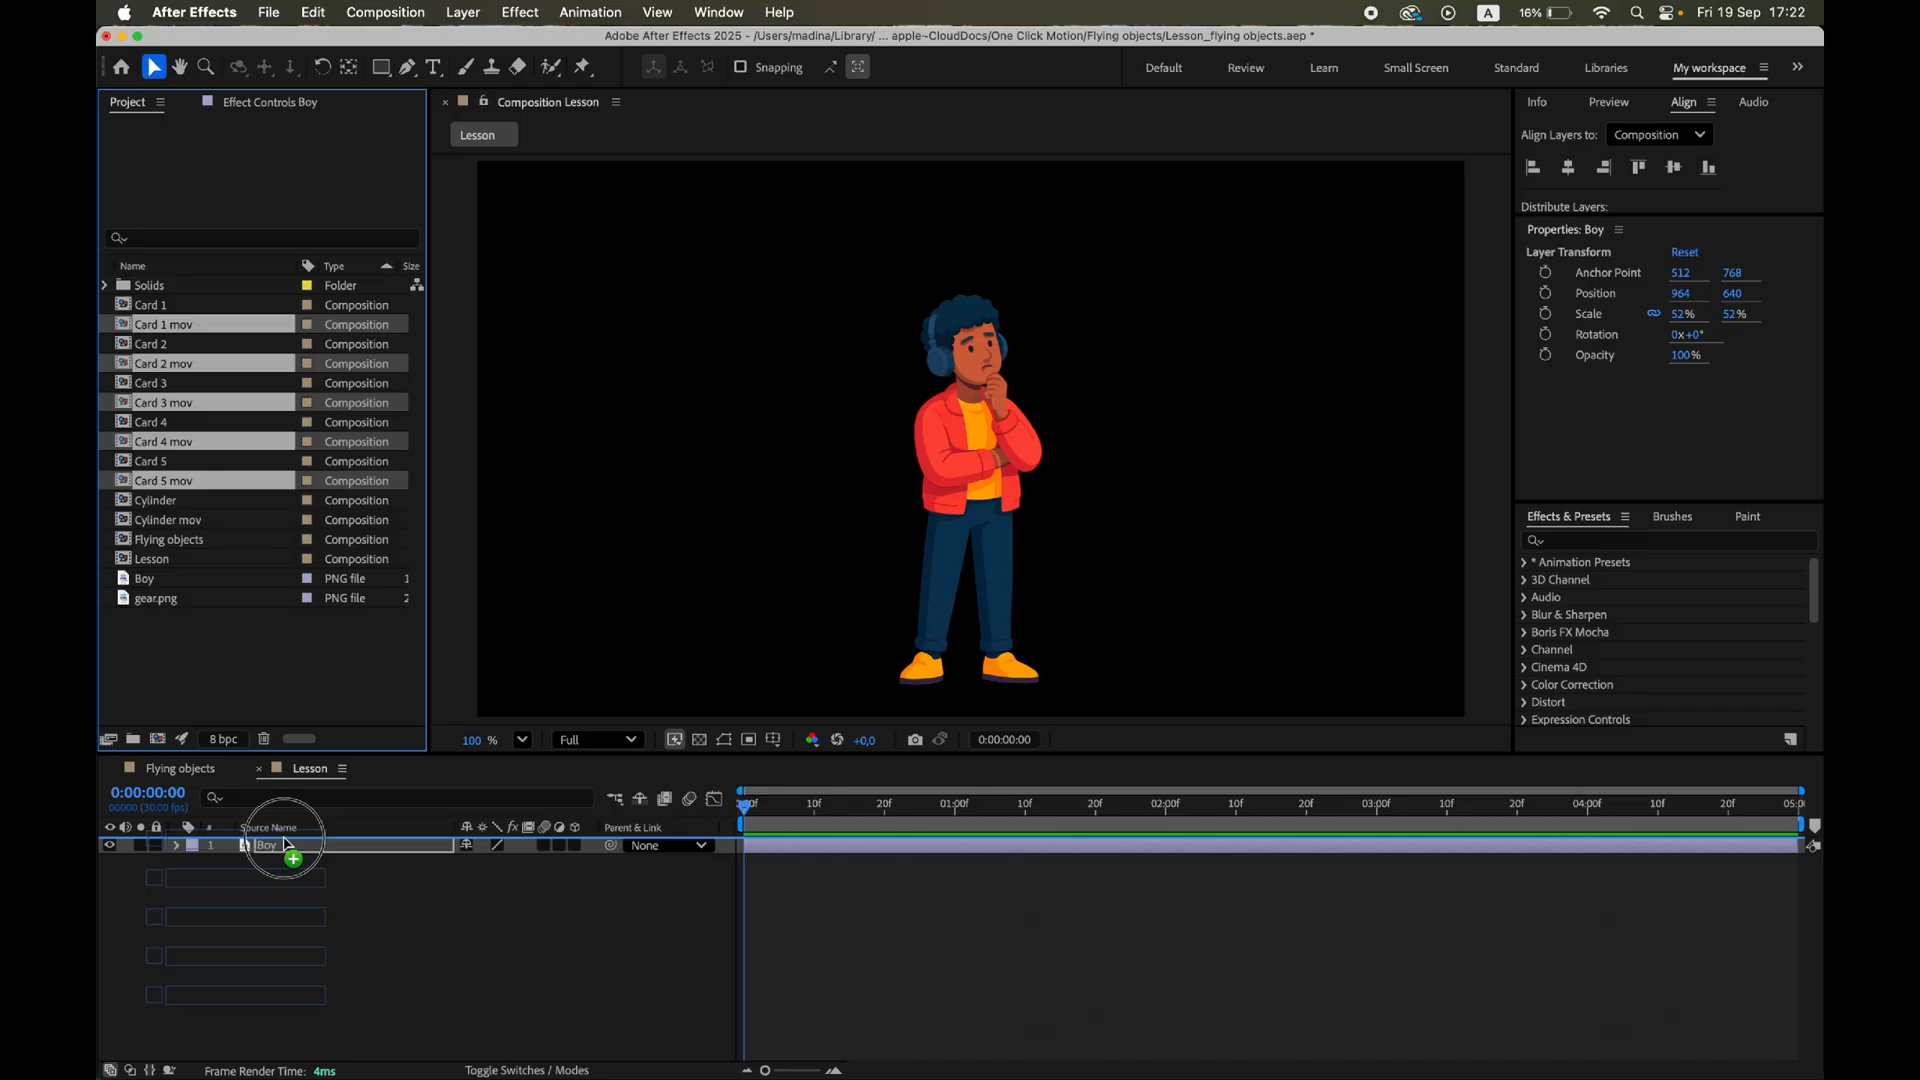 After Effects File Edit Composition Layer Effect Animation View Window Help A 16% Fri 19 Sep 17:22
Adobe After Effects 2025 - /Users/madina/Library/ ... apple~CloudDocs/One Click Motion/Flying objects/Lesson_flying objects.aep *
Snapping Default Review Learn Small Screen Standard Libraries My workspace
Project Effect Controls Boy Composition Lesson Info Preview Align Audio
Lesson Align Layers to: Composition
Distribute Layers:
Properties: Boy
Layer Transform Reset
Anchor Point 512 768
Position 964 640
Scale 52% 52%
Rotation 0x+0°
Opacity 100%
Name Type Size
Solids Folder
Card 1 Composition
Card 1 mov Composition
Card 2 Composition
Card 2 mov Composition
Card 3 Composition
Card 3 mov Composition
Card 4 Composition
Card 4 mov Composition
Card 5 Composition
Card 5 mov Composition
Cylinder Composition
Cylinder mov Composition
Flying objects Composition
Lesson Composition
Boy PNG file 1
gear.png PNG file 2
Effects & Presets Brushes Paint
* Animation Presets
3D Channel
Audio
Blur & Sharpen
Boris FX Mocha
Channel
Cinema 4D
Color Correction
Distort
Expression Controls
8 bpc 100 % Full +0,0 0:00:00:00
Flying objects Lesson
0:00:00:00
00000 (30.00 fps)
10f 20f 01:00f 10f 20f 02:00f 10f 20f 03:00f 10f 20f 04:00f 10f 20f 05:0
# Source Name fx Parent & Link
1 Boy None
Frame Render Time: 4ms Toggle Switches / Modes